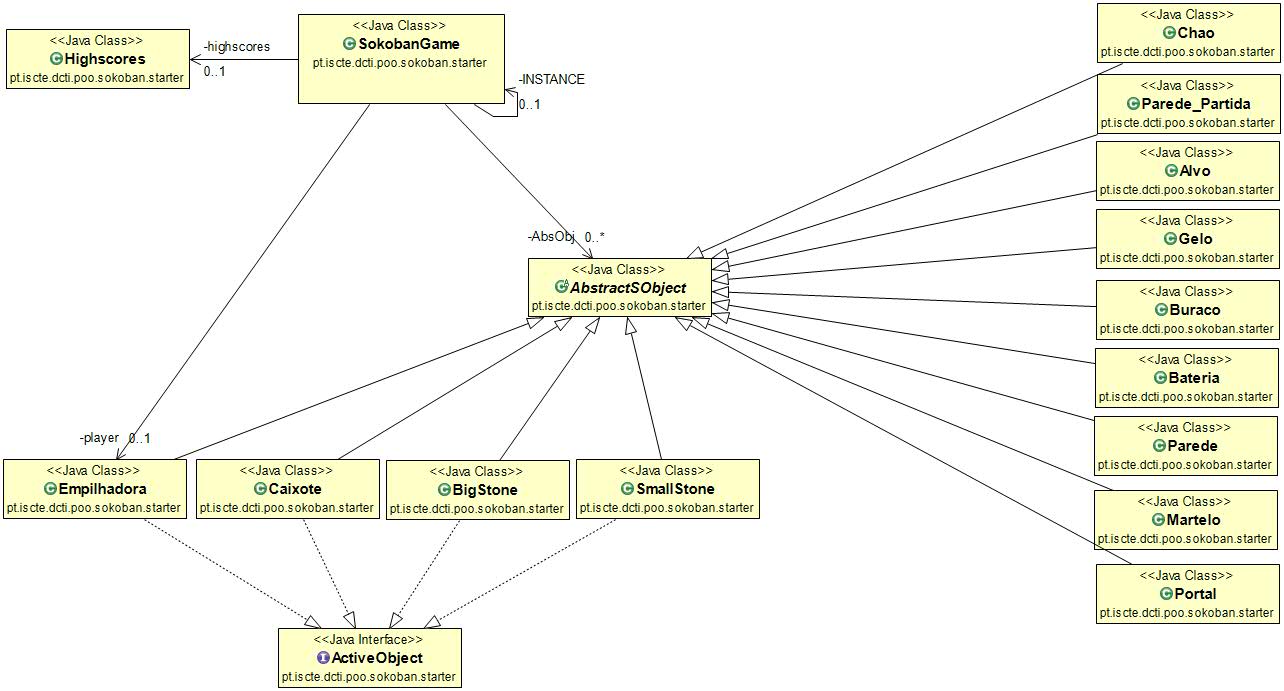 <<Java Class>>
Highscores
pt.iscte.dcti.poo.sokoban.starter
-highscores
0..1
<<Java Class>>
SokobanGame
pt.iscte.dcti.poo.sokoban.starter
-INSTANCE
0..1
<<Java Class>>
Chao
pt.iscte.dcti.poo.sokoban.starter
<<Java Class>>
Parede_Partida
pt.iscte.dcti.poo.sokoban.starter
<<Java Class>>
Alvo
pt.iscte.dcti.poo.sokoban.starter
<<Java Class>>
Gelo
pt.iscte.dcti.poo.sokoban.starter
-AbsObj 0..*
<<Java Class>>
AbstractSObject
pt.iscte.dcti.poo.sokoban.starter
<<Java Class>>
Buraco
pt.iscte.dcti.poo.sokoban.starter
<<Java Class>>
Bateria
pt.iscte.dcti.poo.sokoban.starter
<<Java Class>>
Parede
pt.iscte.dcti.poo.sokoban.starter
<<Java Class>>
Martelo
pt.iscte.dcti.poo.sokoban.starter
<<Java Class>>
Portal
pt.iscte.dcti.poo.sokoban.starter
-player 0..1
<<Java Class>>
Empilhadora
pt.iscte.dcti.poo.sokoban.starter
<<Java Class>>
Caixote
pt.iscte.dcti.poo.sokoban.starter
<<Java Class>>
BigStone
pt.iscte.dcti.poo.sokoban.starter
<<Java Class>>
SmallStone
pt.iscte.dcti.poo.sokoban.starter
<<Java Interface>>
ActiveObject
pt.iscte.dcti.poo.sokoban.starter